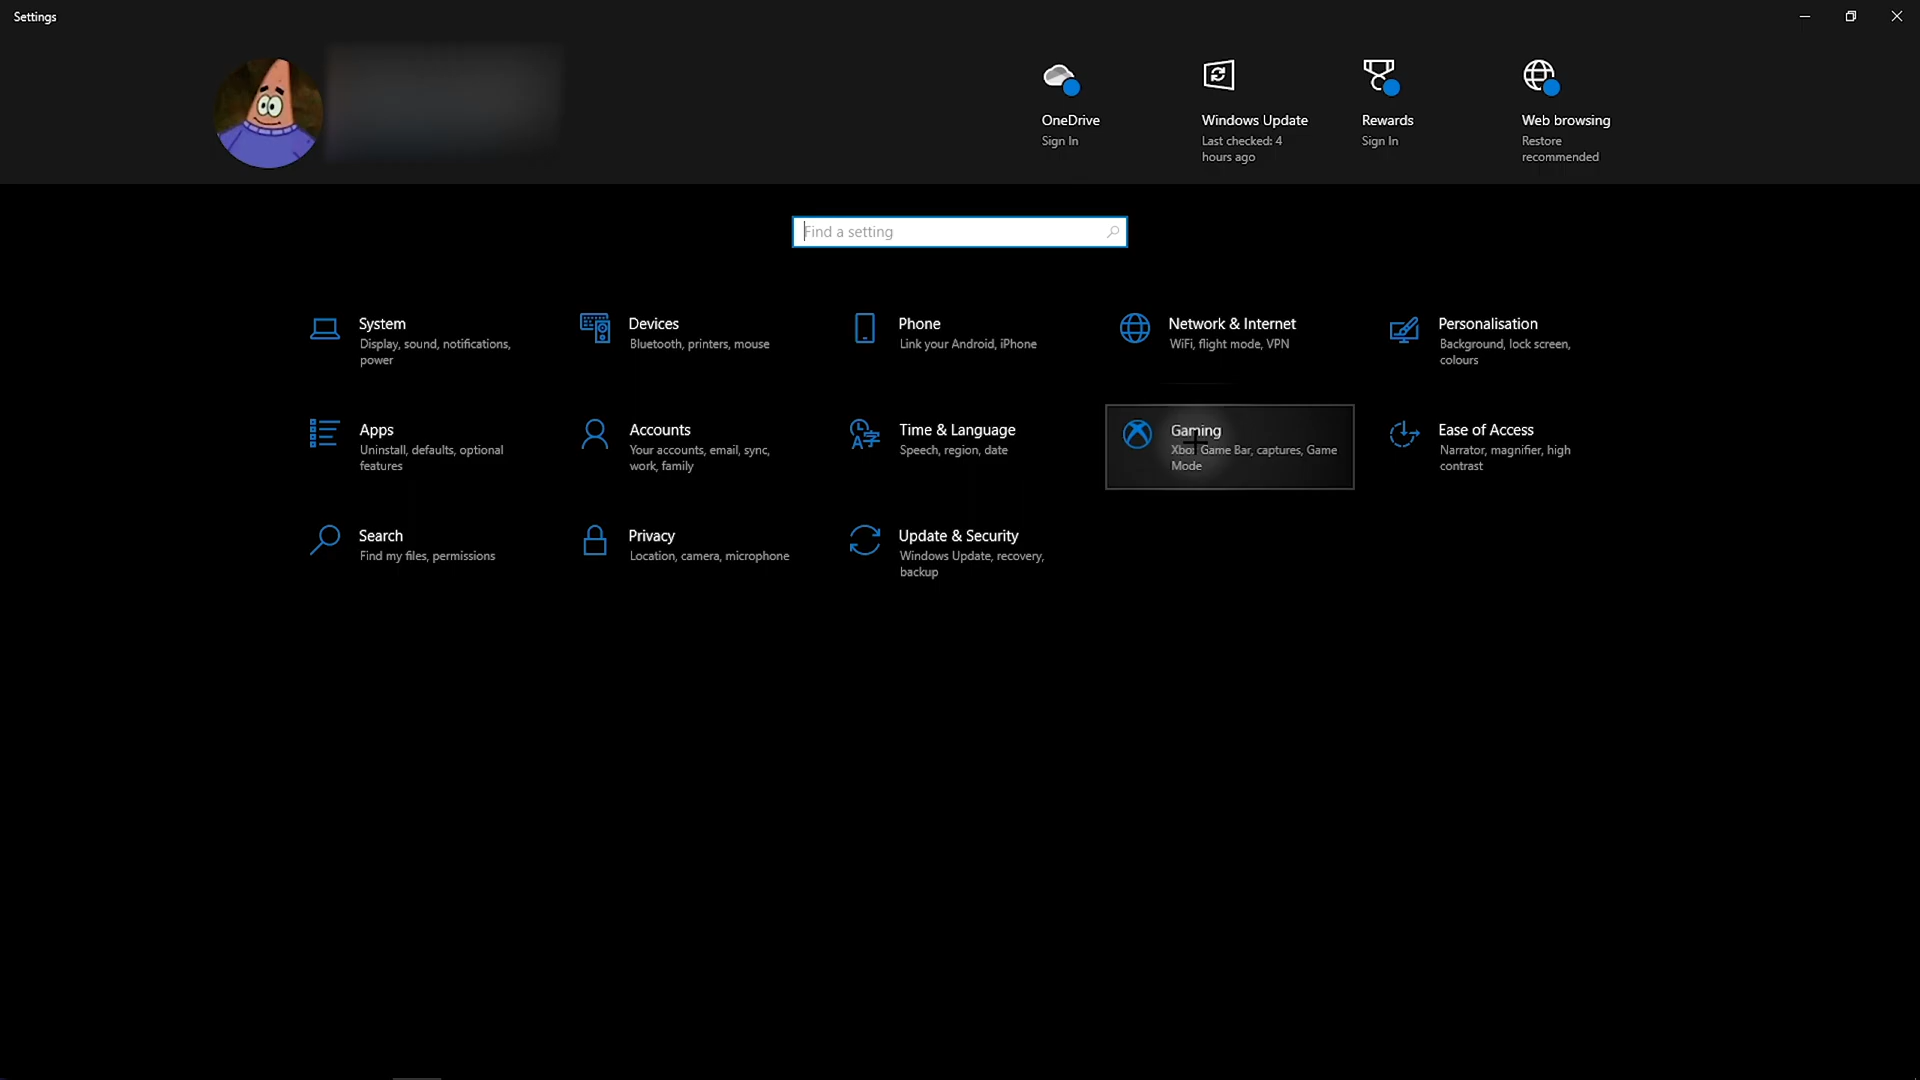 Settings
OneDrive
Sign In
Windows Update
Last checked: 4
hours ago
Rewards
Sign In
Web browsing
Restore
recommended
Find a setting
System
Display, sound, notifications,
power
Devices
Bluetooth, printers, mouse
Phone
Link your Android, iPhone
Network & Internet
WiFi, flight mode, VPN
Personalisation
Background, lock screen,
colours
Apps
Uninstall, defaults, optional
features
Accounts
Your accounts, email, sync,
work, family
Time & Language
Speech, region, date
Gaming
Xbox Game Bar, captures, Game
Mode
Ease of Access
Narrator, magnifier, high
contrast
Search
Find my files, permissions
Privacy
Location, camera, microphone
Update & Security
Windows Update, recovery,
backup